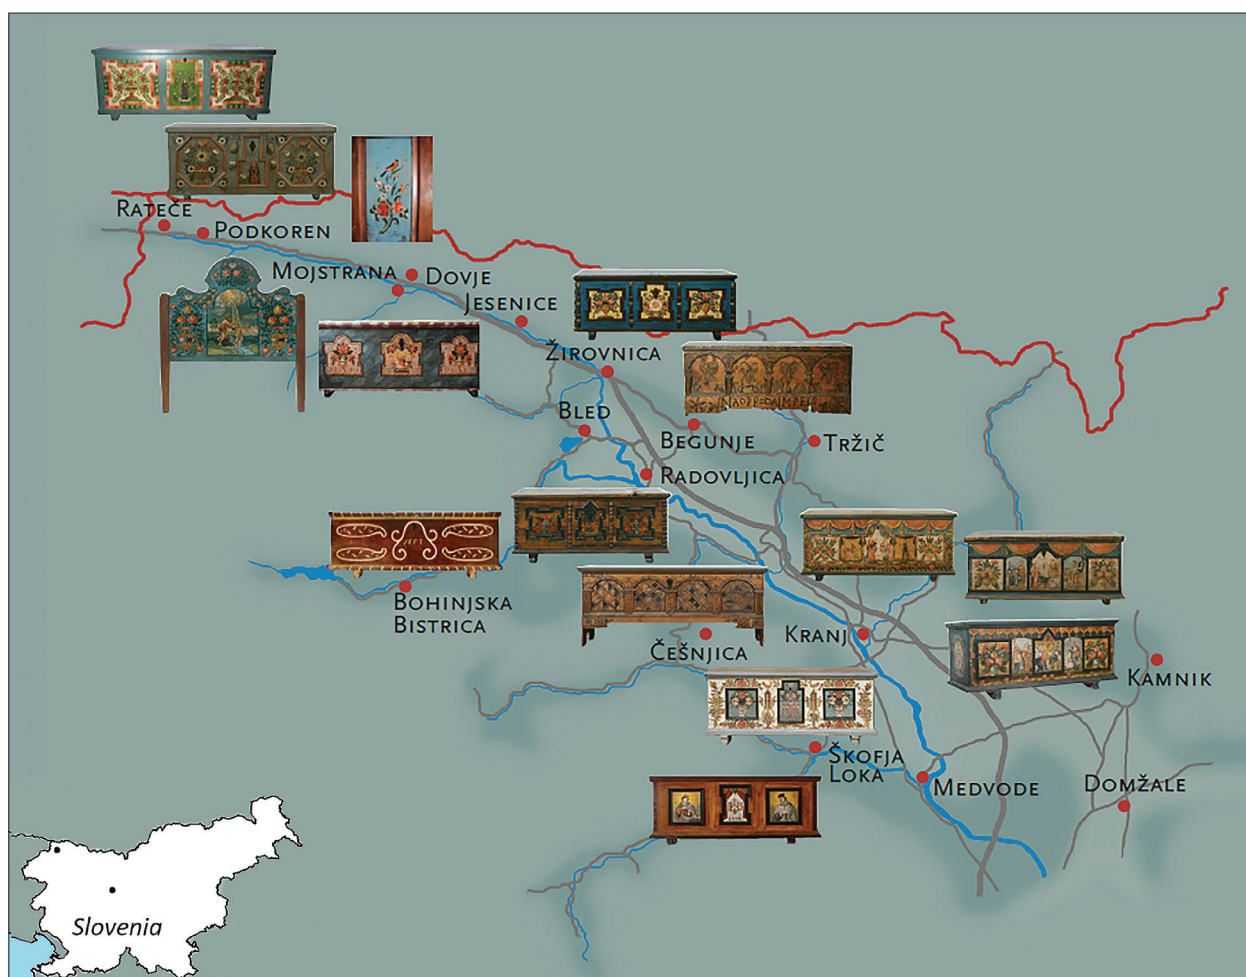 RATEČE
PODKOREN
MOJSTRANA
DOVJE
JESENICE
ŽIROVNICA
BLED
BEGUNJE
TRŽIČ
RADOVLJICA
BOHINJSKA
BISTRICA
ČEŠNJICA
KRANJ
KAMNIK
ŠKOFJA
LOKA
MEDVODE
DOMŽALE
Slovenia